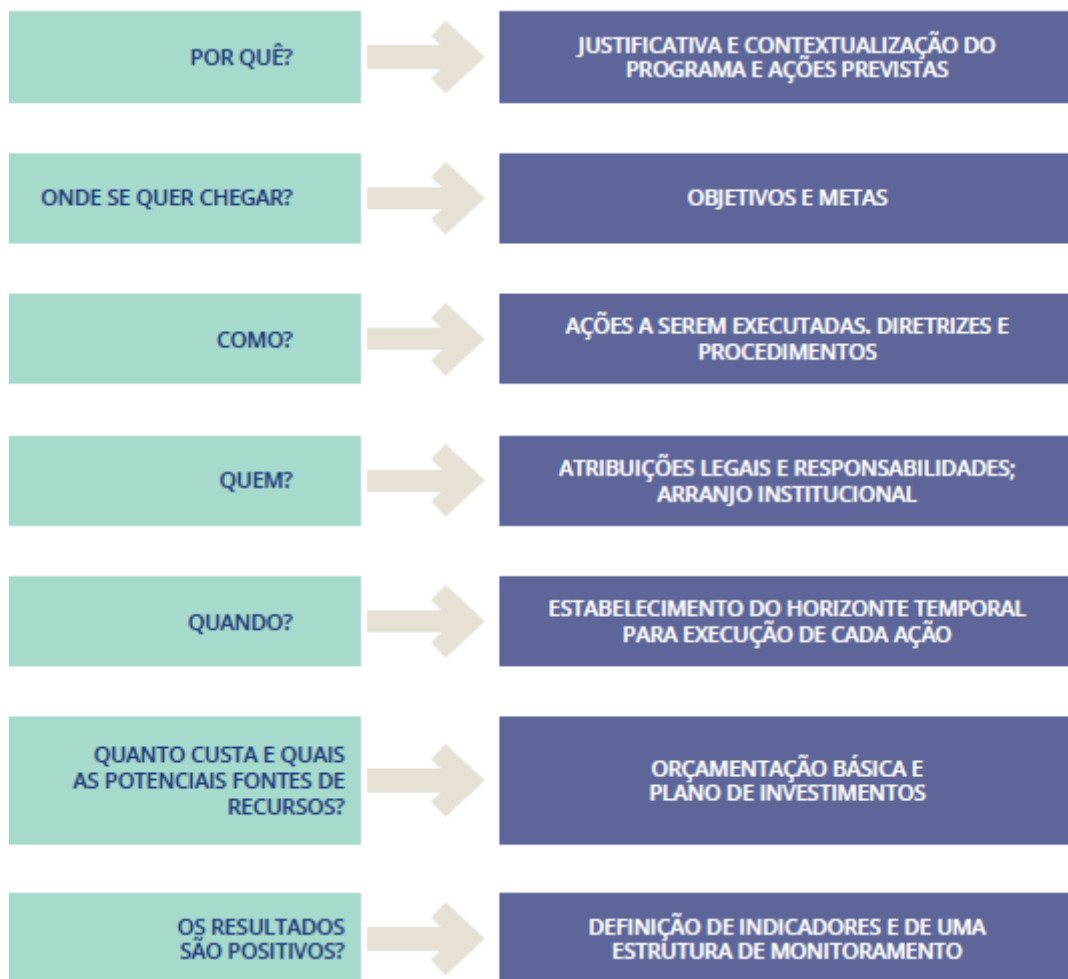 POR QUÊ?
JUSTIFICATIVA E CONTEXTUALIZAÇÃO DO
PROGRAMA E AÇÕES PREVISTAS
ONDE SE QUER CHEGAR?
OBJETIVOS E METAS
COMO?
AÇÕES A SEREM EXECUTADAS. DIRETRIZES E
PROCEDIMENTOS
QUEM?
ATRIBUIÇÕES LEGAIS E RESPONSABILIDADES;
ARRANJO INSTITUCIONAL
QUANDO?
ESTABELECIMENTO DO HORIZONTE TEMPORAL
PARA EXECUÇÃO DE CADA AÇÃO
QUANTO CUSTA E QUAIS
AS POTENCIAIS FONTES DE
RECURSOS?
ORÇAMENTAÇÃO BÁSICA E
PLANO DE INVESTIMENTOS
OS RESULTADOS
SÃO POSITIVOS?
DEFINIÇÃO DE INDICADORES E DE UMA
ESTRUTURA DE MONITORAMENTO